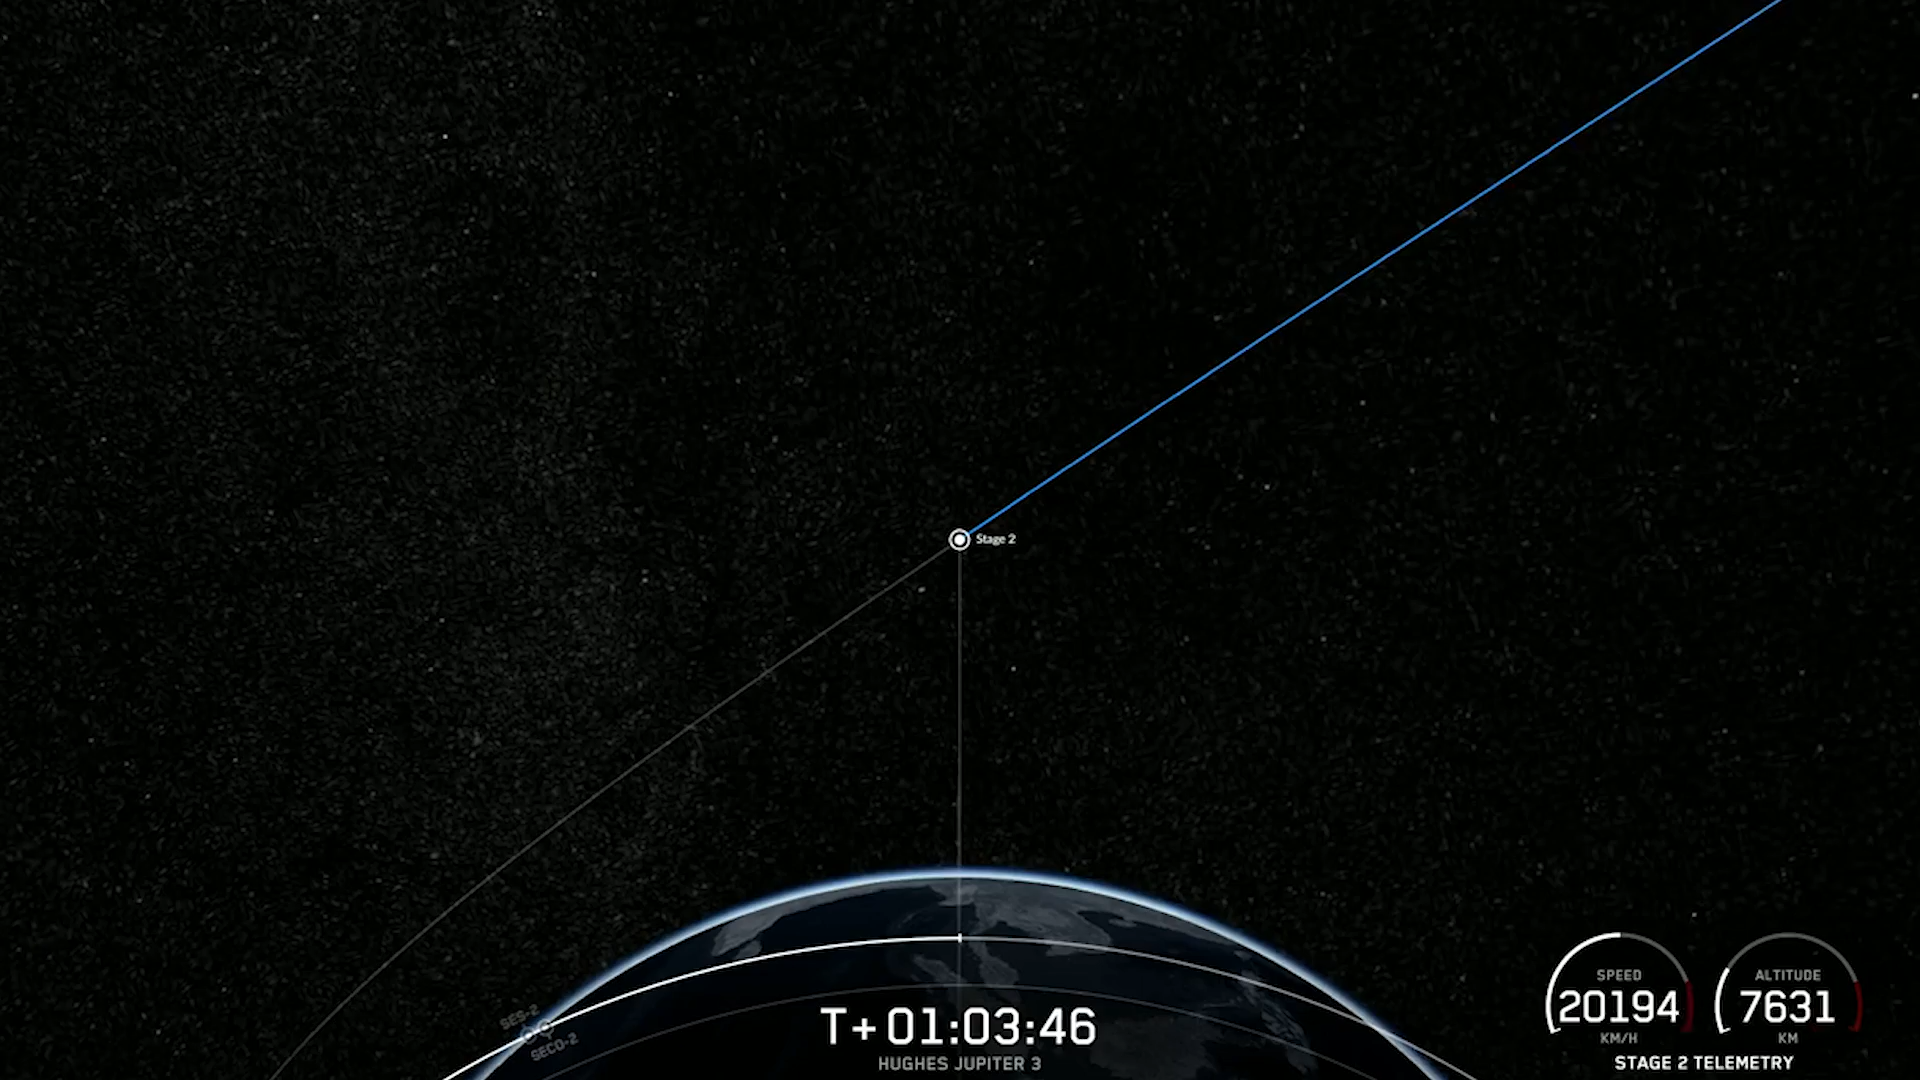 Stage 2
SES-2
SECO-2
T+01:03:46
HUGHES JUPITER 3
SPEED
20194
KM/H
ALTITUDE
7631
KM
STAGE 2 TELEMETRY